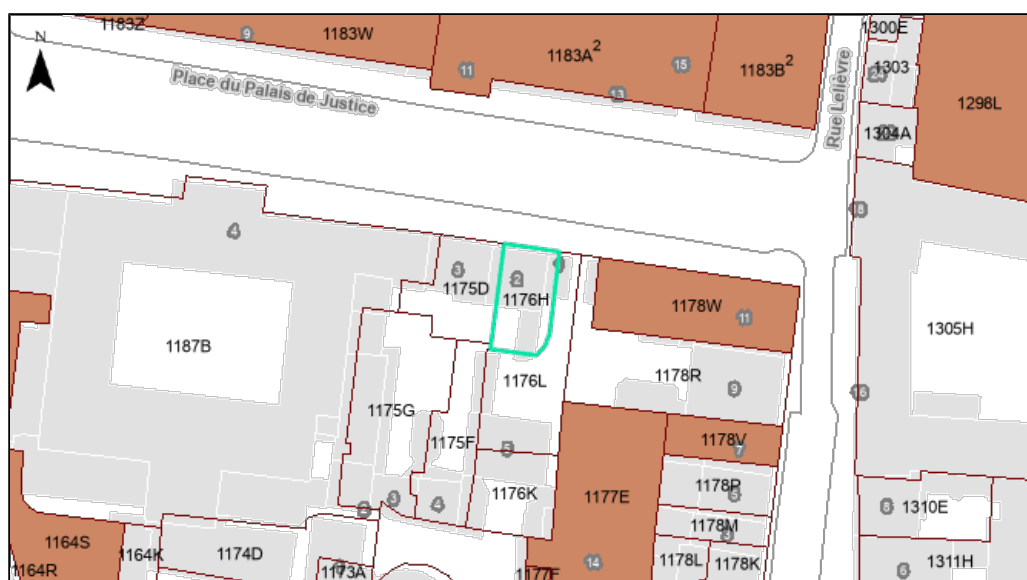 1183Z
9
1183W
1183A²
15
1183B²
1300E
1303
1298L
N
11
Place du Palais de Justice
13
Rue Lelièvre
1304A
18
4
3
1175D
2
1176H
1178W
11
1305H
1187B
1176L
1178R
9
16
1175G
1175F
5
1178V
7
1176K
1177E
1178P
5
2
3
4
8
1310E
1178M
3
1164S
1164K
1174D
1164R
1173A
14
1177F
1178L
1178K
6
1311H